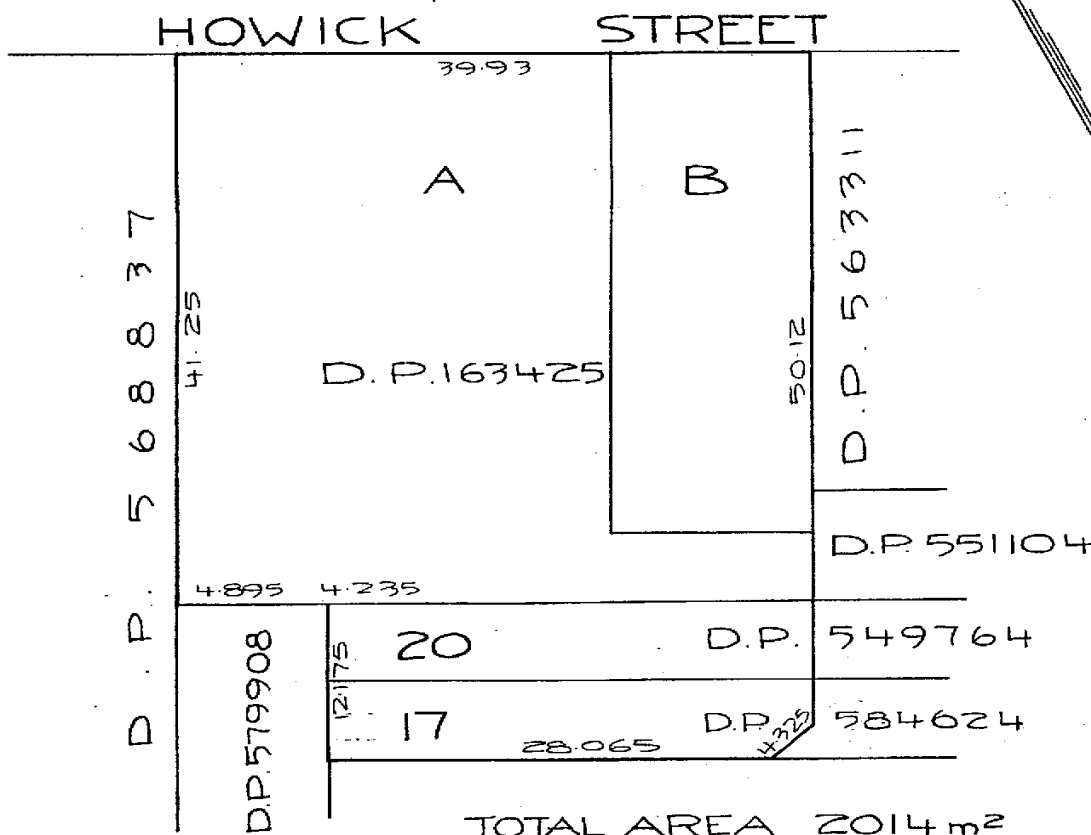 HOWICK STREET
39.93
A
B
D.P. 568837
41.25
D.P. 163425
50.12
D.P. 563311
D.P. 551104
4.895
4.235
D.P. 579908
12.175
20
D.P. 549764
17
D.P. 584624
28.065
4.325
TOTAL AREA 2014 m²